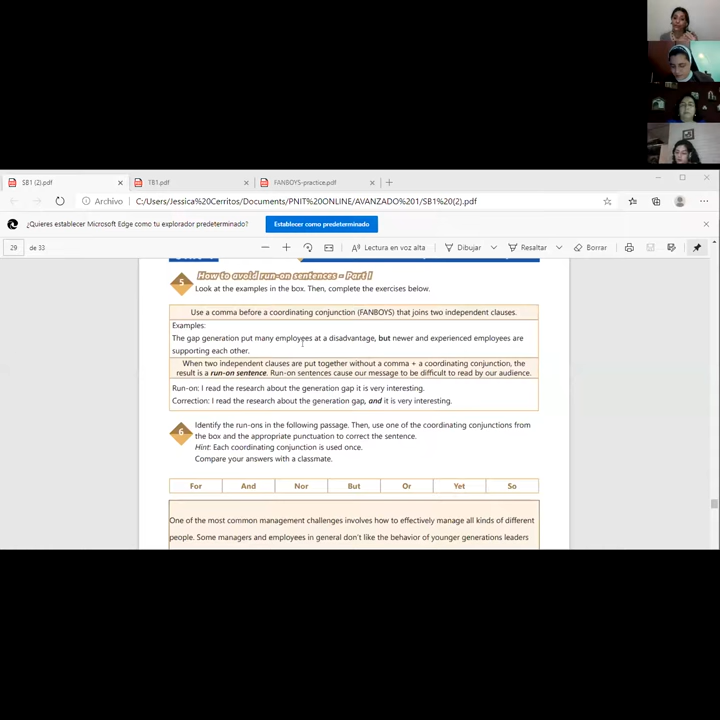 SB1 (2).pdf
TB1.pdf
FANBOYS-practice.pdf
Archivo C:/Users/Jessica%20Cerritos/Documents/PNIT%20ONLINE/AVANZADO%201/SB1%20(2).pdf
¿Quieres establecer Microsoft Edge como tu explorador predeterminado? Establecer como predeterminado
29 de 33 Lectura en voz alta Dibujar Resaltar Borrar
5 How to avoid run-on sentences - Part I
Look at the examples in the box. Then, complete the exercises below.
Use a comma before a coordinating conjunction (FANBOYS) that joins two independent clauses.
Examples:
The gap generation put many employees at a disadvantage, but newer and experienced employees are
supporting each other.
When two independent clauses are put together without a comma + a coordinating conjunction, the
result is a run-on sentence. Run-on sentences cause our message to be difficult to read by our audience.
Run-on: I read the research about the generation gap it is very interesting.
Correction: I read the research about the generation gap, and it is very interesting.
6 Identify the run-ons in the following passage. Then, use one of the coordinating conjunctions from
the box and the appropriate punctuation to correct the sentence.
Hint: Each coordinating conjunction is used once.
Compare your answers with a classmate.
For And Nor But Or Yet So
One of the most common management challenges involves how to effectively manage all kinds of different
people. Some managers and employees in general don't like the behavior of younger generations leaders